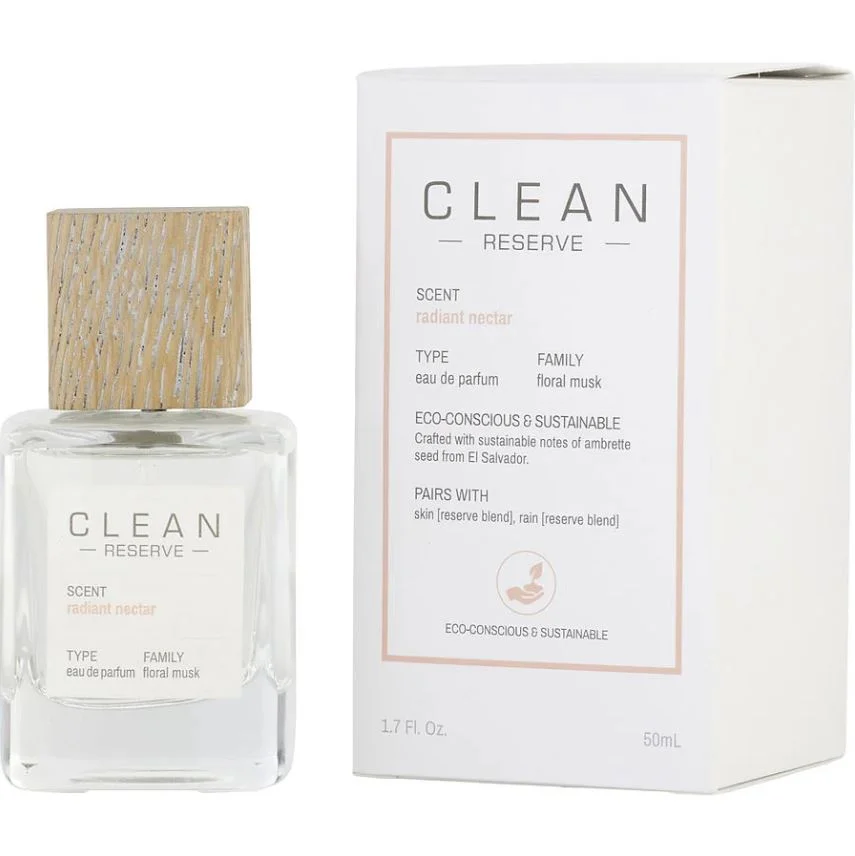 CLEAN
RESERVE
SCENT
radiant nectar
TYPE FAMILY
eau de parfum floral musk
CLEAN
RESERVE
SCENT
radiant nectar
TYPE FAMILY
eau de parfum floral musk
ECO-CONSCIOUS & SUSTAINABLE
Crafted with sustainable notes of ambrette
seed from El Salvador.
PAIRS WITH
skin [reserve blend], rain [reserve blend]
ECO-CONSCIOUS & SUSTAINABLE
1.7 Fl. Oz. 50mL